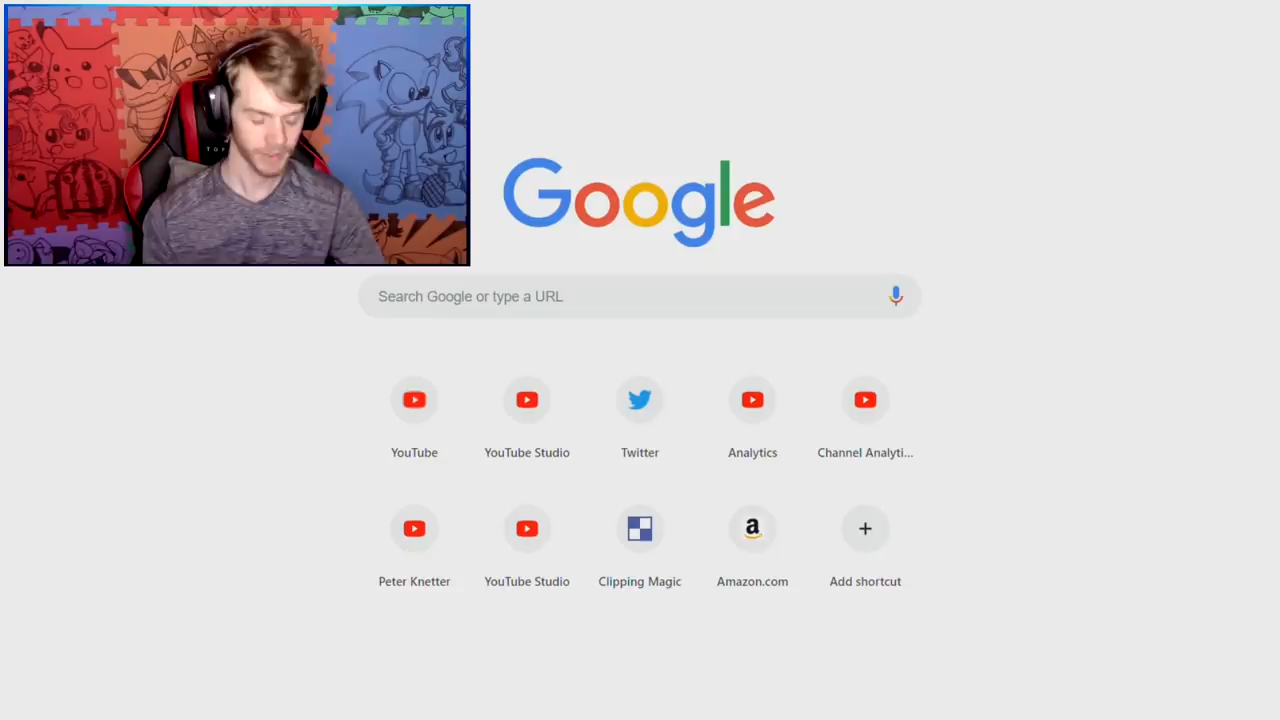 Google
Search Google or type a URL
YouTube
YouTube Studio
Twitter
Analytics
Channel Analyti...
Peter Knetter
YouTube Studio
Clipping Magic
Amazon.com
Add shortcut